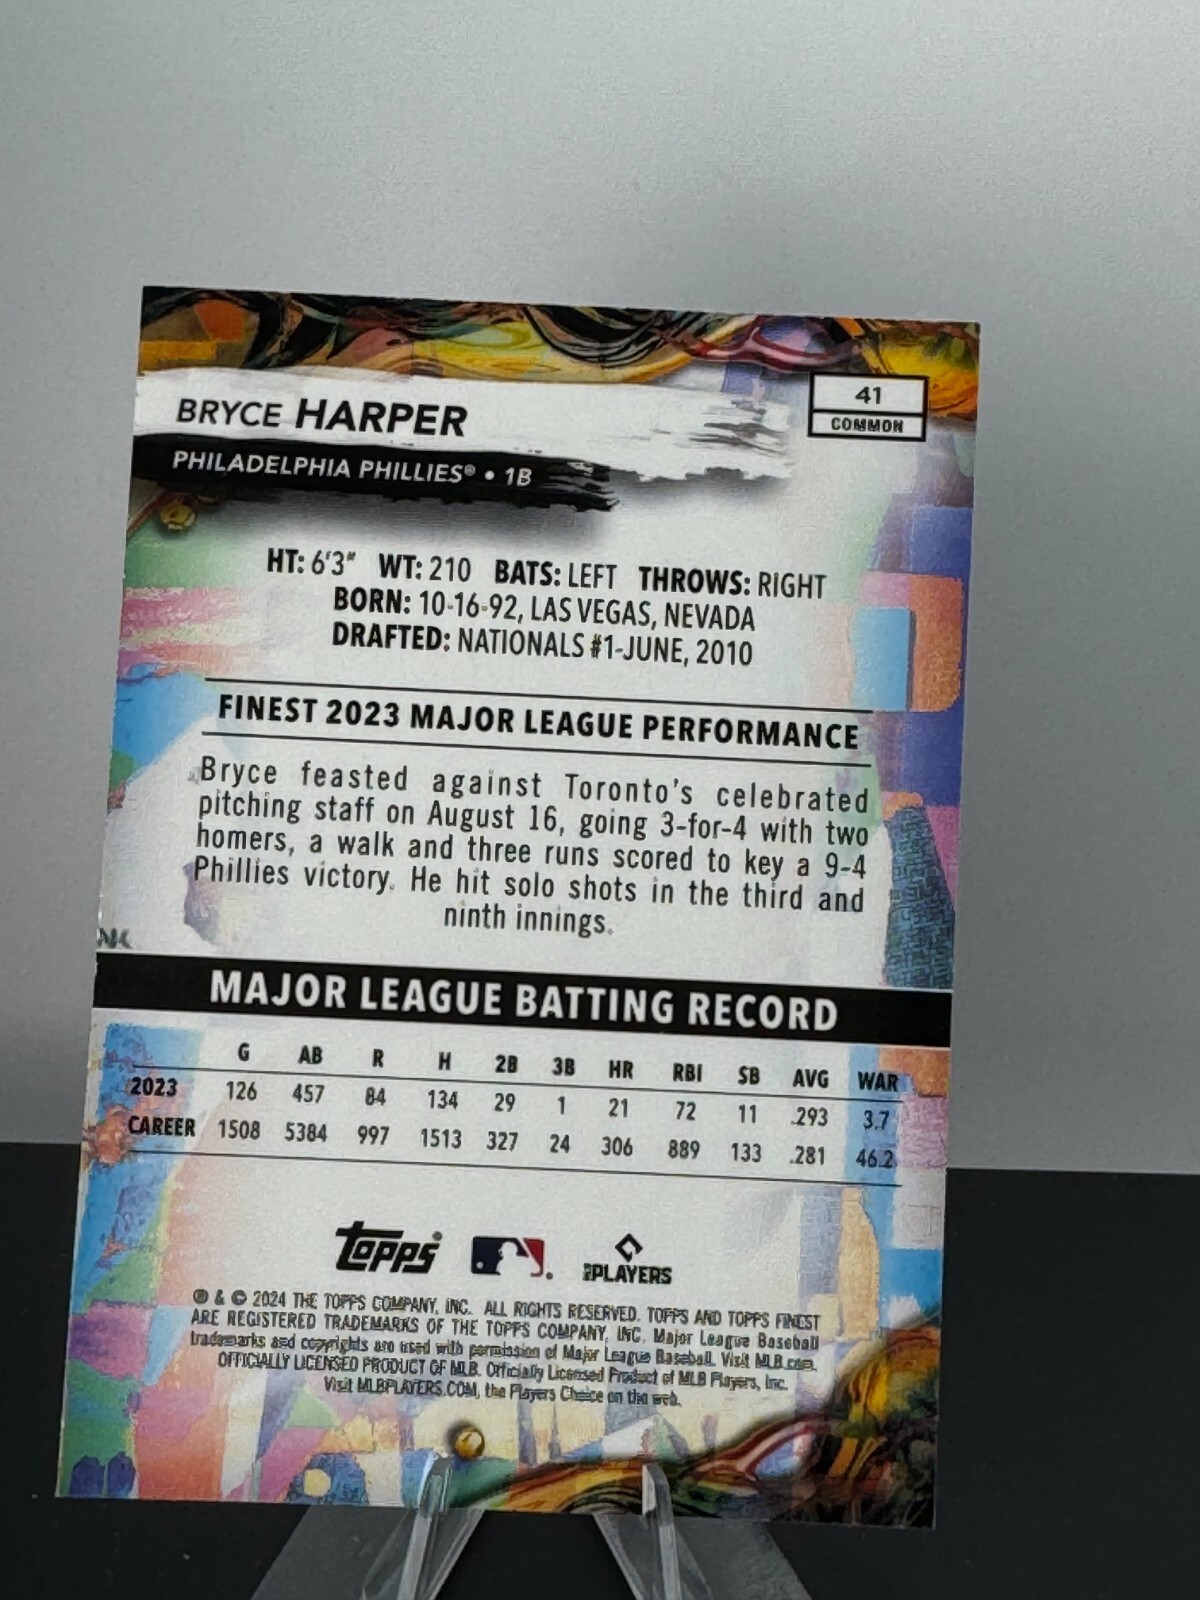 BRYCE HARPER
41
COMMON
PHILADELPHIA PHILLIES® • 1B
HT: 6'3" WT: 210 BATS: LEFT THROWS: RIGHT
BORN: 10-16-92, LAS VEGAS, NEVADA
DRAFTED: NATIONALS #1-JUNE, 2010
FINEST 2023 MAJOR LEAGUE PERFORMANCE
Bryce feasted against Toronto's celebrated
pitching staff on August 16, going 3-for-4 with two
homers, a walk and three runs scored to key a 9-4
Phillies victory. He hit solo shots in the third and
ninth innings.
NK
MAJOR LEAGUE BATTING RECORD
G AB R H 2B 3B HR RBI SB AVG WAR
2023 126 457 84 134 29 1 21 72 11 .293 3.7
CAREER 1508 5384 997 1513 327 24 306 889 133 .281 46.2
topps® PLAYERS
® & © 2024 THE TOPPS COMPANY, INC. ALL RIGHTS RESERVED. TOPPS AND TOPPS FINEST
ARE REGISTERED TRADEMARKS OF THE TOPPS COMPANY, INC. Major League Baseball
trademarks and copyrights are used with permission of Major League Baseball. Visit MLB.com.
OFFICIALLY LICENSED PRODUCT OF MLB. Officially Licensed Product of MLB Players, Inc.
Visit MLBPLAYERS.COM, the Players Choice on the web.